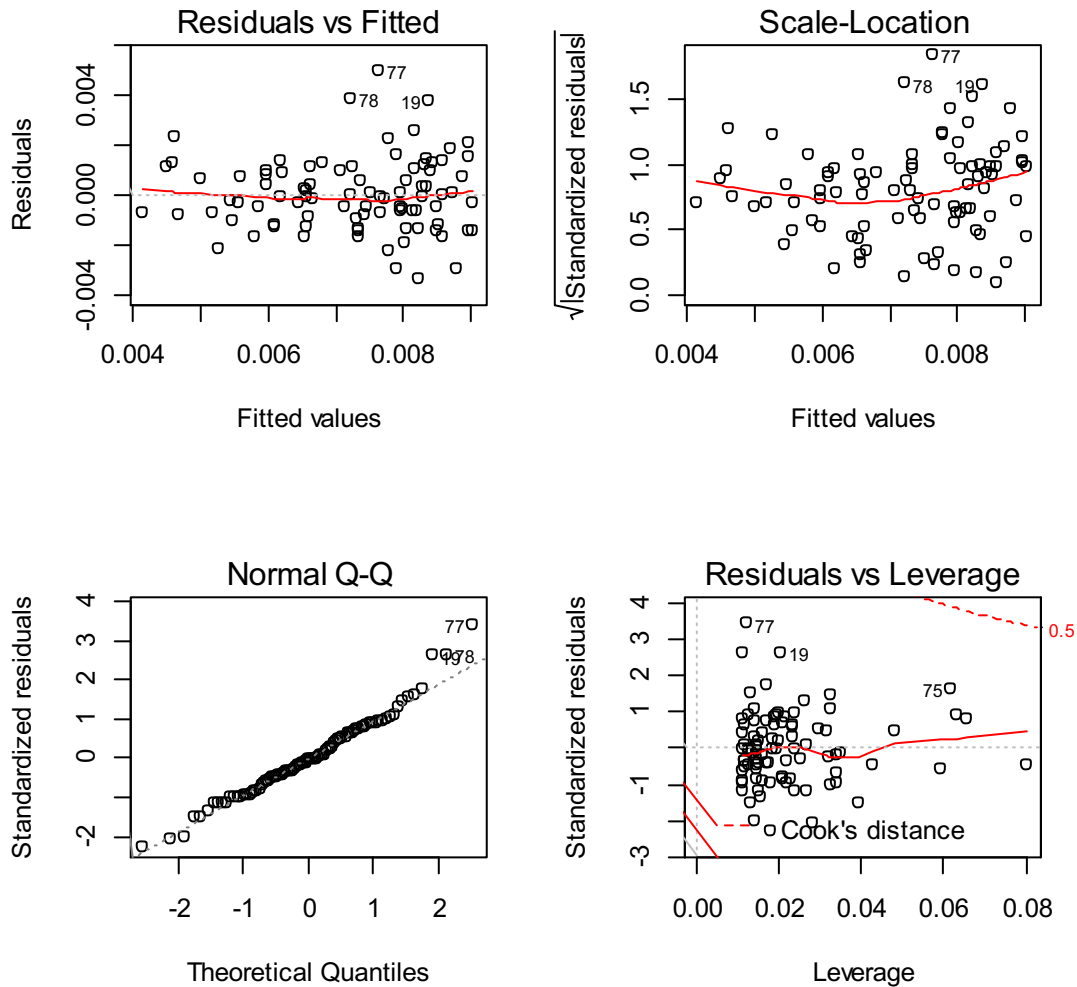 Residuals vs Fitted
Residuals
-0.004 0.000 0.004
77
78
19
0.004 0.006 0.008
Fitted values
Scale-Location
√|Standardized residuals|
0.0 0.5 1.0 1.5
77
78
19
0.004 0.006 0.008
Fitted values
Normal Q-Q
Standardized residuals
-2 0 1 2 3 4
77
19
78
-2 -1 0 1 2
Theoretical Quantiles
Residuals vs Leverage
Standardized residuals
-3 -1 1 3 4
77
19
75
0.5
Cook's distance
0.00 0.02 0.04 0.06 0.08
Leverage